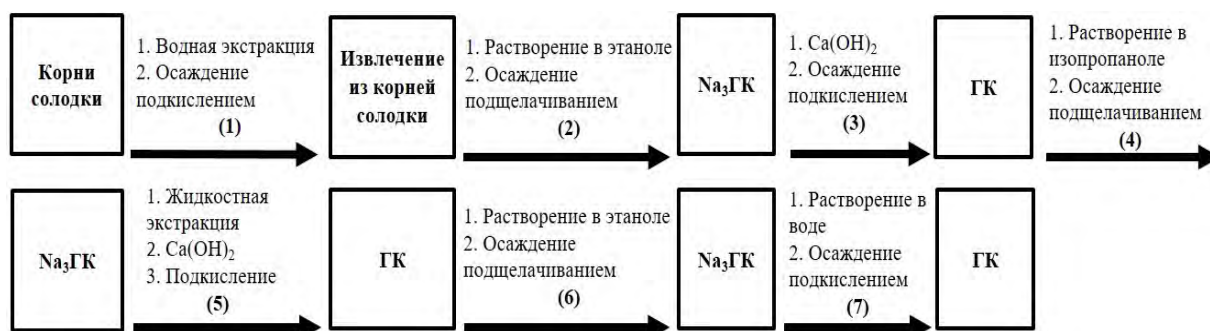 Корни
солодки
1. Водная экстракция
2. Осаждение
подкислением
(1)
Извлечение
из корней
солодки
1. Растворение в этаноле
2. Осаждение
подщелачиванием
(2)
Na₃ГК
1. Ca(OH)₂
2. Осаждение
подкислением
(3)
ГК
1. Растворение в
изопропаноле
2. Осаждение
подщелачиванием
(4)
Na₃ГК
1. Жидкостная
экстракция
2. Ca(OH)₂
3. Подкисление
(5)
ГК
1. Растворение в этаноле
2. Осаждение
подщелачиванием
(6)
Na₃ГК
1. Растворение в
воде
2. Осаждение
подкислением
(7)
ГК